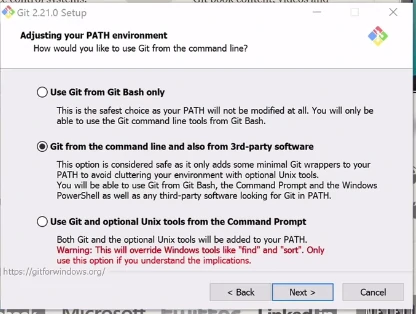 Git 2.21.0 Setup
Adjusting your PATH environment
How would you like to use Git from the command line?
Use Git from Git Bash only
This is the safest choice as your PATH will not be modified at all. You will only be
able to use the Git command line tools from Git Bash.
Git from the command line and also from 3rd-party software
This option is considered safe as it only adds some minimal Git wrappers to your
PATH to avoid cluttering your environment with optional Unix tools.
You will be able to use Git from Git Bash, the Command Prompt and the Windows
PowerShell as well as any third-party software looking for Git in PATH.
Use Git and optional Unix tools from the Command Prompt
Both Git and the optional Unix tools will be added to your PATH.
Warning: This will override Windows tools like "find" and "sort". Only
use this option if you understand the implications.
https://gitforwindows.org/
< Back
Next >
Cancel
Microsoft